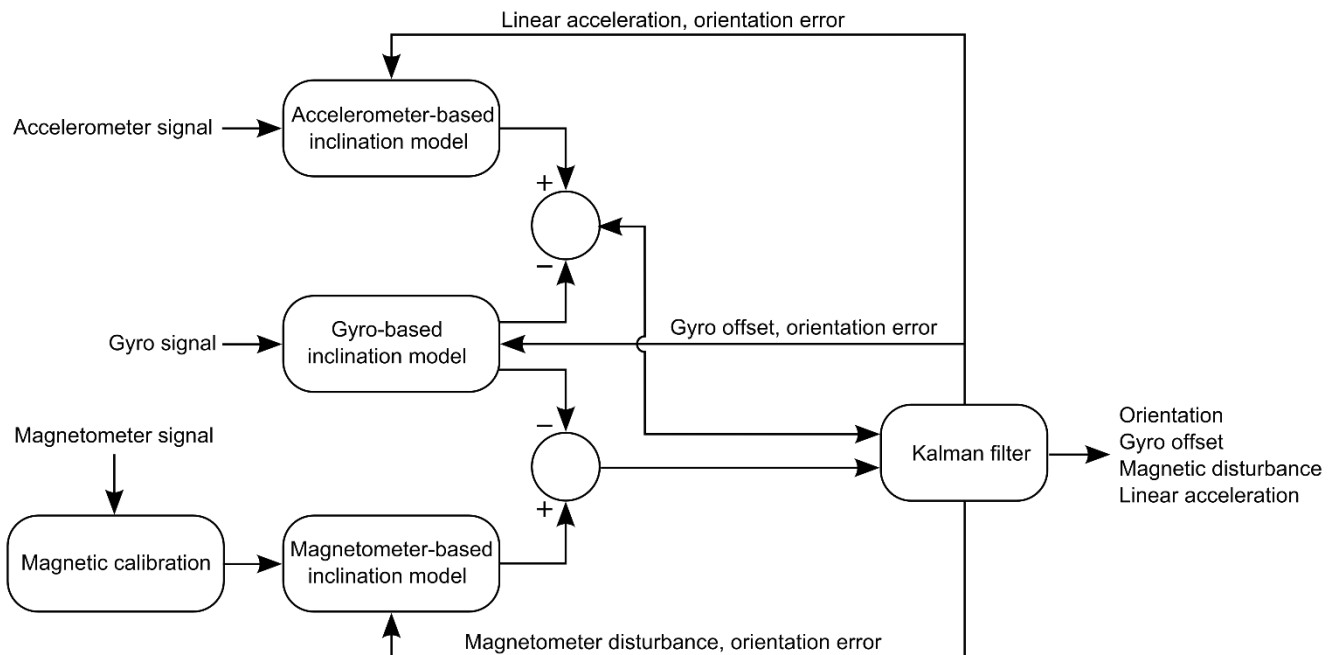 Linear acceleration, orientation error
Accelerometer signal
Accelerometer-based
inclination model
+
−
Gyro signal
Gyro-based
inclination model
Gyro offset, orientation error
Magnetometer signal
−
+
Kalman filter
Orientation
Gyro offset
Magnetic disturbance
Linear acceleration
Magnetic calibration
Magnetometer-based
inclination model
Magnetometer disturbance, orientation error